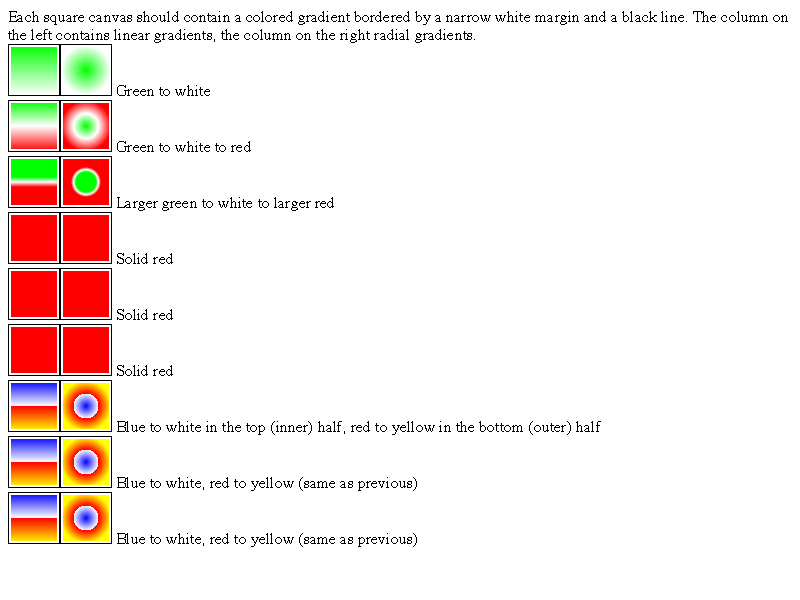 Each square canvas should contain a colored gradient bordered by a narrow white margin and a black line. The column on
the left contains linear gradients, the column on the right radial gradients.
Green to white
Green to white to red
Larger green to white to larger red
Solid red
Solid red
Solid red
Blue to white in the top (inner) half, red to yellow in the bottom (outer) half
Blue to white, red to yellow (same as previous)
Blue to white, red to yellow (same as previous)